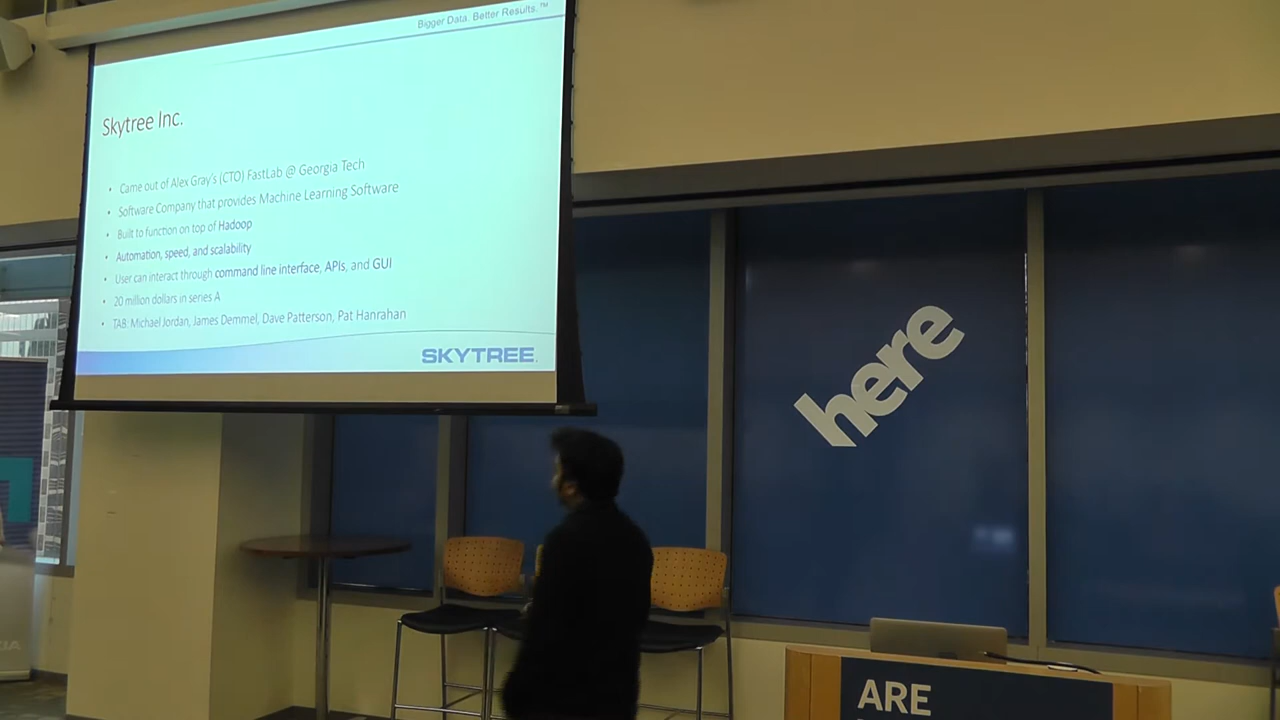 Bigger Data. Better Results.™
Skytree Inc.
• Came out of Alex Gray's (CTO) FastLab @ Georgia Tech
• Software Company that provides Machine Learning Software
• Built to function on top of Hadoop
• Automation, speed, and scalability
• User can interact through command line interface, APIs, and GUI
• 20 million dollars in series A
• TAB: Michael Jordan, James Demmel, Dave Patterson, Pat Hanrahan
SKYTREE
here
ARE